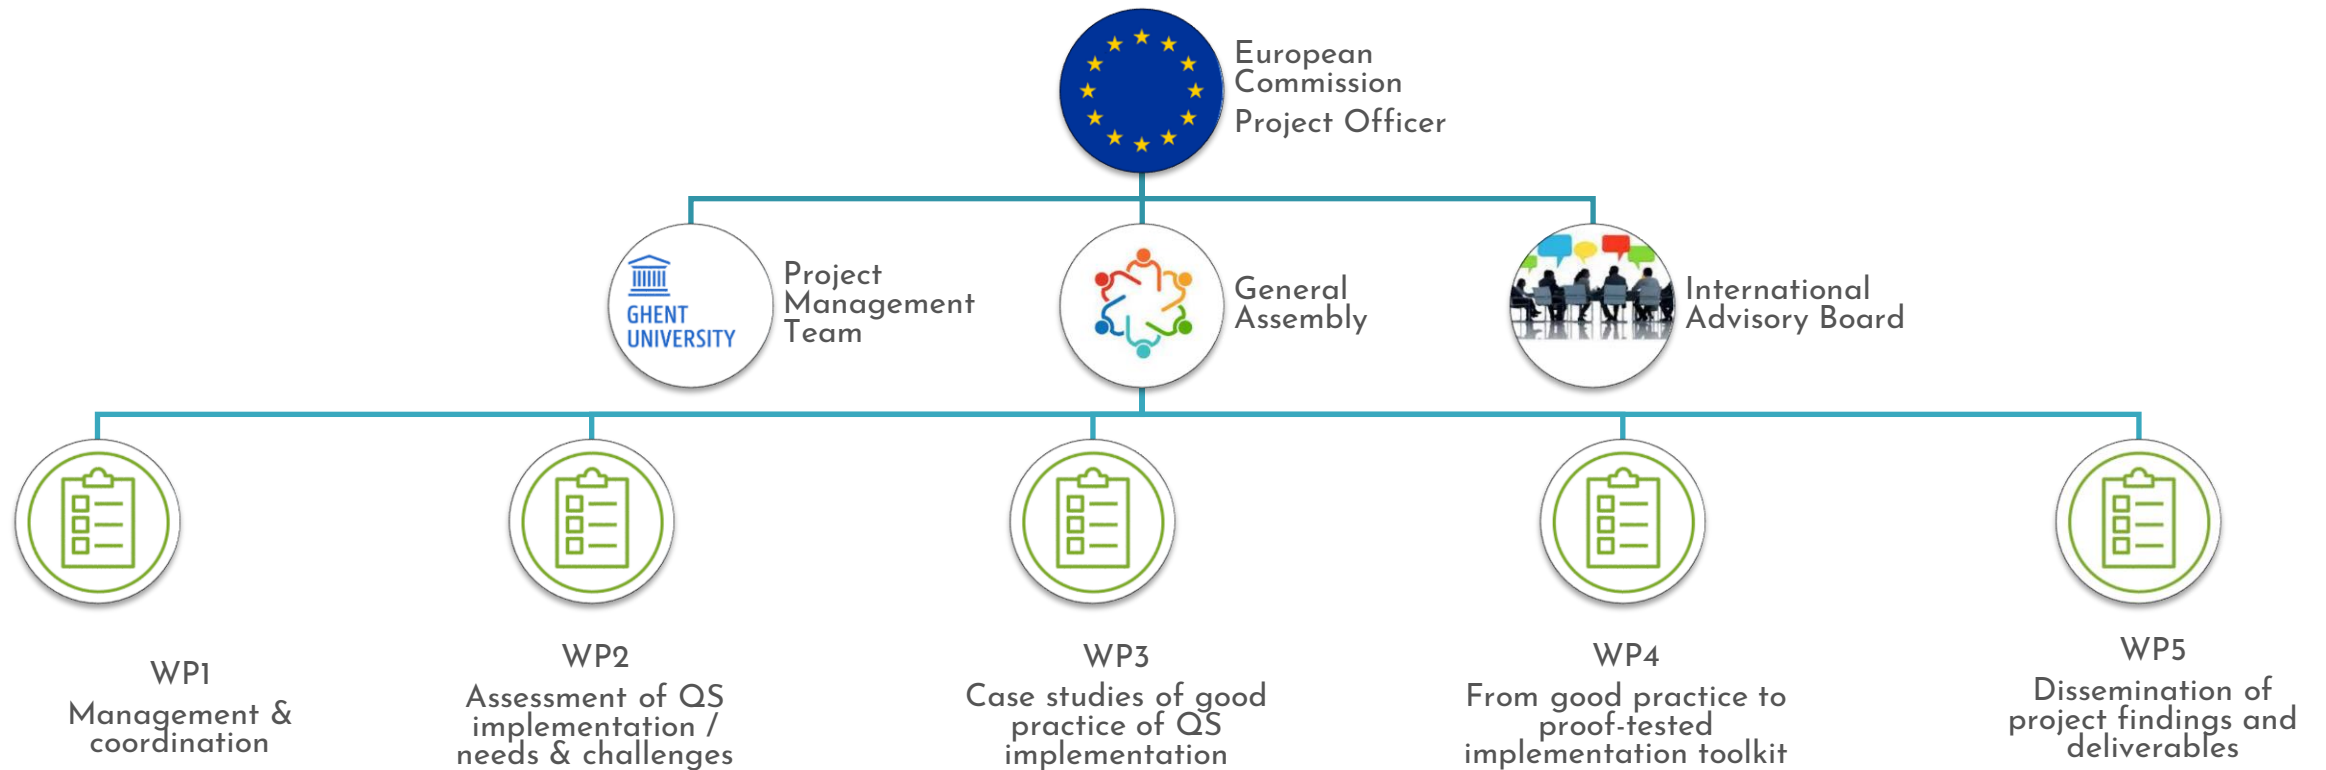 European
Commission
Project Officer
GHENT
UNIVERSITY
Project
Management
Team
General
Assembly
International
Advisory Board
WP1
Management &
coordination
WP2
Assessment of QS
implementation /
needs & challenges
WP3
Case studies of good
practice of QS
implementation
WP4
From good practice to
proof-tested
implementation toolkit
WP5
Dissemination of
project findings and
deliverables